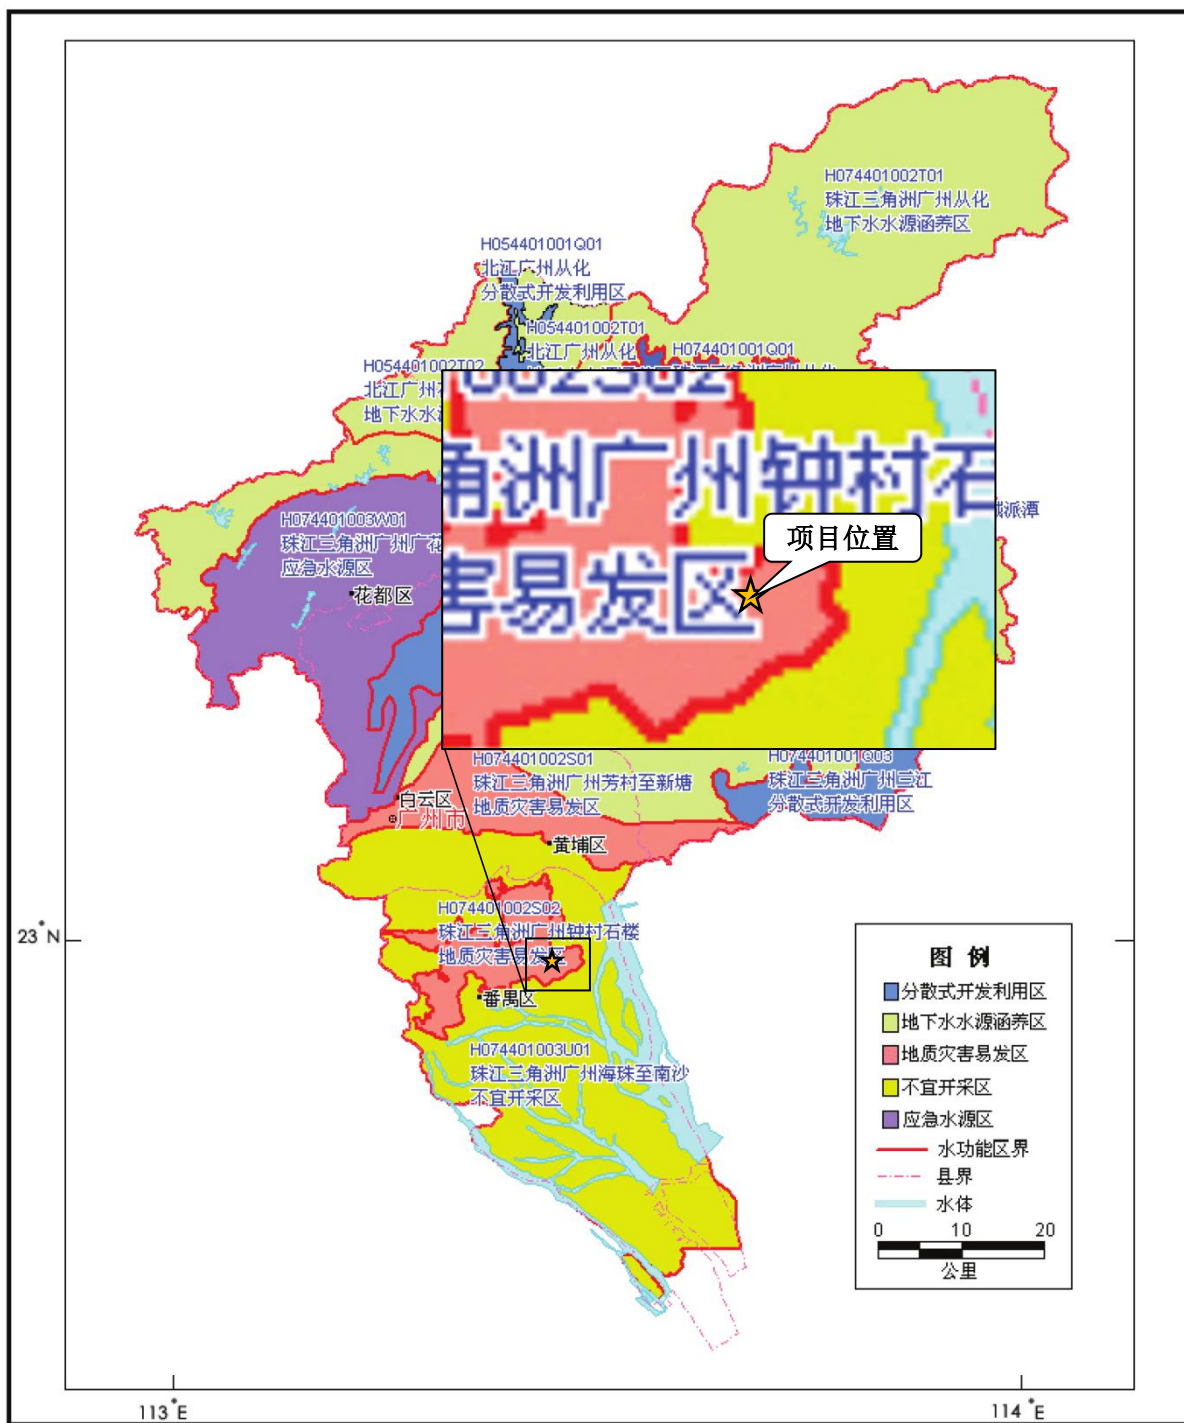 H074401002T01
珠江三角洲广州从化
地下水水源涵养区
H054401001Q01
北江广州从化
分散式开发利用区
H054401002T01
北江广州从化
H074401001Q01
H054401002T02
北江广州
地下水水
角洲广州钟村石
害易发区
项目位置
派潭
H074401003W01
珠江三角洲广州广花
应急水源区
花都区
H074401002S01
珠江三角洲广州芳村至新塘
地质灾害易发区
H074401001Q03
珠江三角洲广州三江
分散式开发利用区
白云区
广州市
黄埔区
H074401002S02
珠江三角洲广州钟村石楼
地质灾害易发区
番禺区
H074401003U01
珠江三角洲广州海珠至南沙
不宜开采区
23°N
图 例
分散式开发利用区
地下水水源涵养区
地质灾害易发区
不宜开采区
应急水源区
水功能区界
县界
水体
0 10 20
公里
113°E
114°E